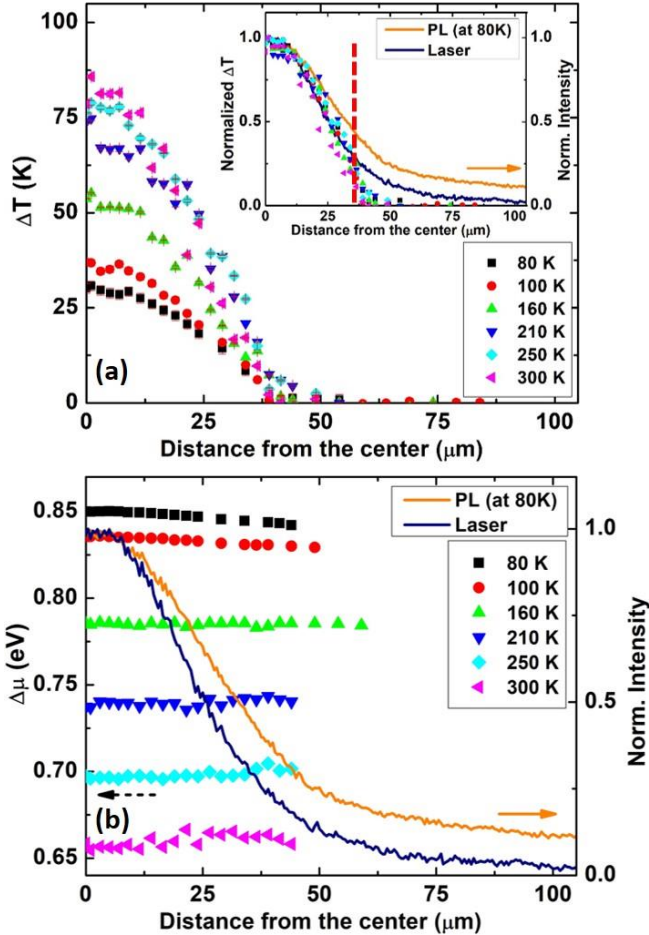 100
75
50
25
0
ΔT (K)
(a)
1.0
0.5
0.0
Normalized ΔT
PL (at 80K)
Laser
1.0
0.5
0.0
Norm. Intensity
0 25 50 75 100
Distance from the center (μm)
80 K
100 K
160 K
210 K
250 K
300 K
0 25 50 75 100
Distance from the center (μm)
0.85
0.80
0.75
0.70
0.65
Δμ (eV)
(b)
PL (at 80K)
Laser
80 K
100 K
160 K
210 K
250 K
300 K
1.0
0.5
0.0
Norm. Intensity
0 25 50 75 100
Distance from the center (μm)